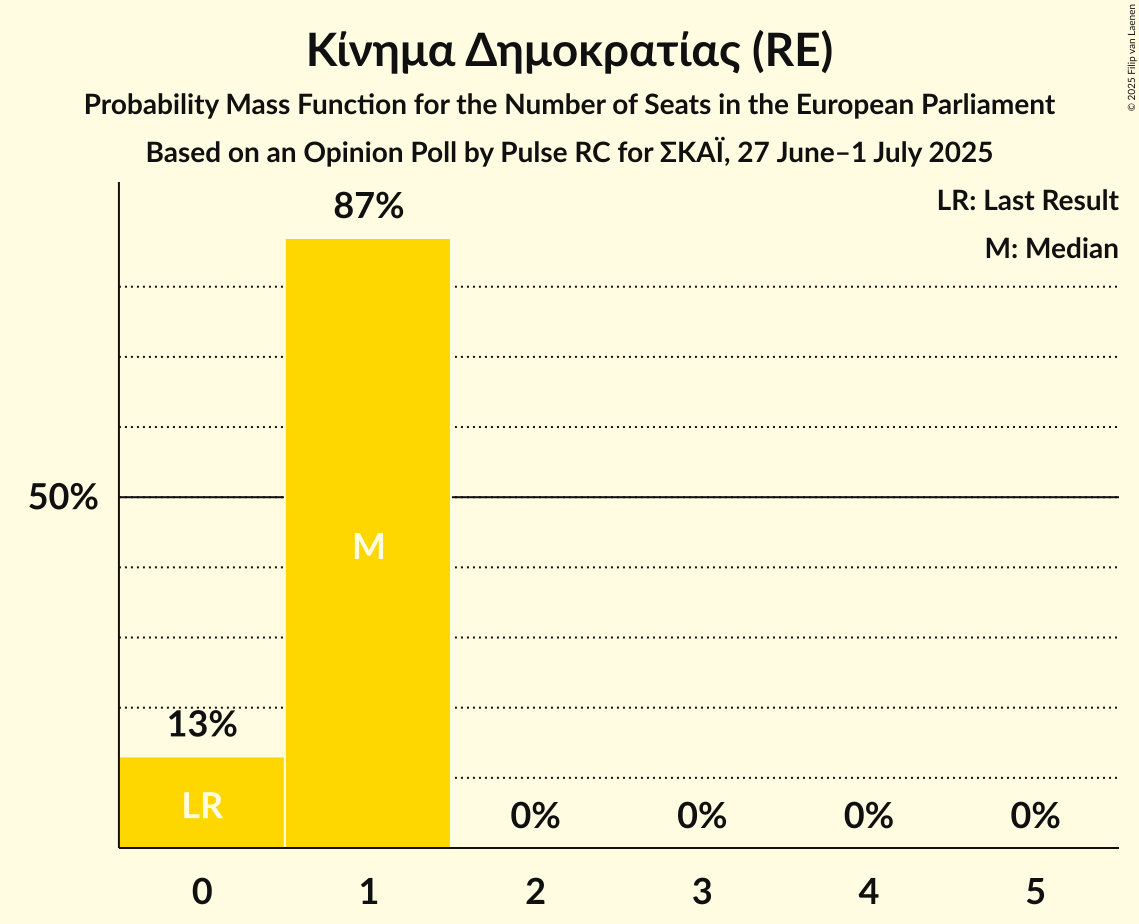 Κίνημα Δημοκρατίας (RE)
Probability Mass Function for the Number of Seats in the European Parliament
Based on an Opinion Poll by Pulse RC for ΣΚΑΪ, 27 June–1 July 2025
© 2025 Filip van Laenen
LR: Last Result
M: Median
87%
50%
M
13%
LR
0% 0% 0% 0%
0 1 2 3 4 5